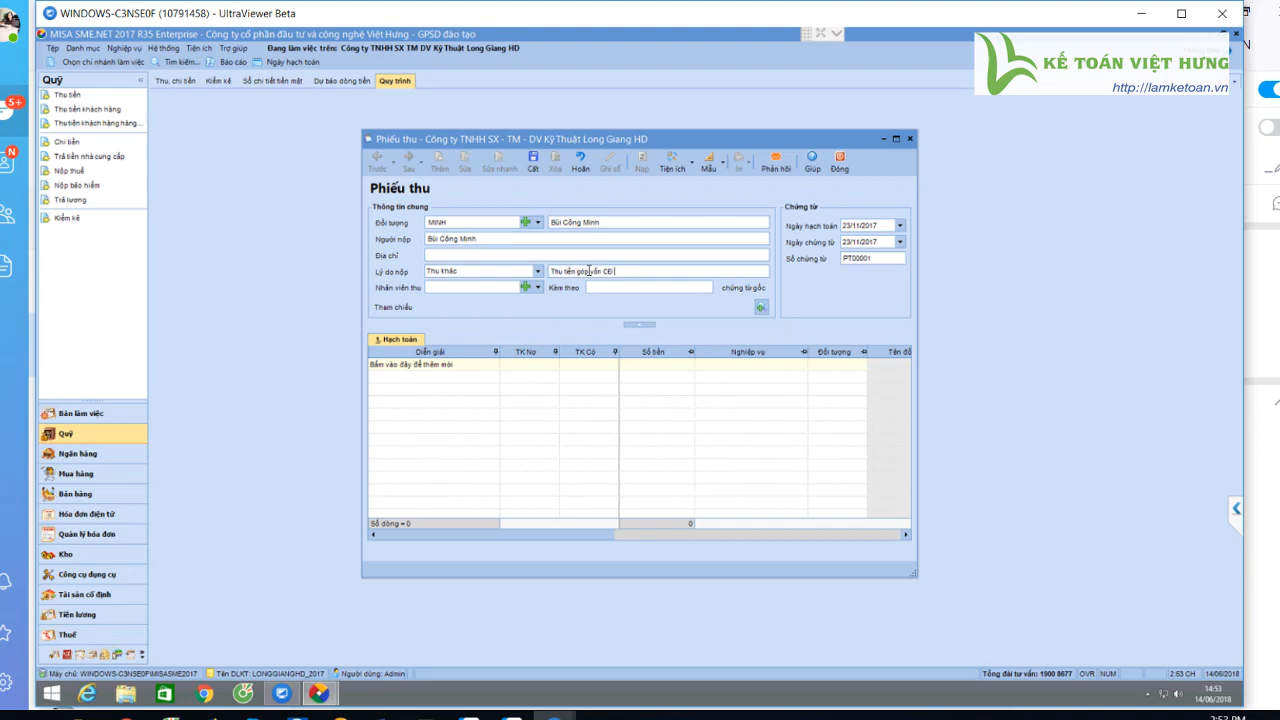 WINDOWS-C3NSE0F (10791458) - UltraViewer Beta
MISA SME.NET 2017 R35 Enterprise - Công ty cổ phần đầu tư và công nghệ Việt Hưng - GPSD đào tạo
Tệp Danh mục Nghiệp vụ Hệ thống Tiện ích Trợ giúp Đang làm việc trên: Công ty TNHH SX TM DV Kỹ Thuật Long Giang HD
Chọn chi nhánh làm việc Tìm kiếm... Báo cáo Ngày hạch toán
KẾ TOÁN VIỆT HƯNG
http://lamketoan.vn
Quỹ
Thu, chi tiền Kiểm kê Sổ chi tiết tiền mặt Dự báo dòng tiền Quy trình
Thu tiền
Thu tiền khách hàng
Thu tiền khách hàng hàng...
Chi tiền
Trả tiền nhà cung cấp
Nộp thuế
Nộp bảo hiểm
Trả lương
Kiểm kê
5+
N
Phiếu thu - Công ty TNHH SX - TM - DV Kỹ Thuật Long Giang HD
Trước Sau Thêm Sửa Sửa nhanh Cất Xóa Hoãn Ghi sổ Nạp Tiện ích Mẫu In Phản hồi Giúp Đóng
Phiếu thu
Thông tin chung
Đối tượng MINH Bùi Công Minh
Người nộp Bùi Công Minh
Địa chỉ
Lý do nộp Thu khác Thu tền góp vốn CĐ
Nhân viên thu Kèm theo chứng từ gốc
Tham chiếu
Chứng từ
Ngày hạch toán 23/11/2017
Ngày chứng từ 23/11/2017
Số chứng từ PT00001
1. Hạch toán
Diễn giải TK Nợ TK Có Số tiền Nghiệp vụ Đối tượng Tên đố
Bấm vào đây để thêm mới
Số dòng = 0 0
Bàn làm việc
Quỹ
Ngân hàng
Mua hàng
Bán hàng
Hóa đơn điện tử
Quản lý hóa đơn
Kho
Công cụ dụng cụ
Tài sản cố định
Tiền lương
Thuế
Máy chủ: WINDOWS-C3NSE0F\MISASME2017 Tên DLKT: LONGGIANGHD_2017 Người dùng: Admin Tổng đài tư vấn: 1900 8677 OVR NUM 2:53 CH 14/06/2018
14:53
14/06/2018